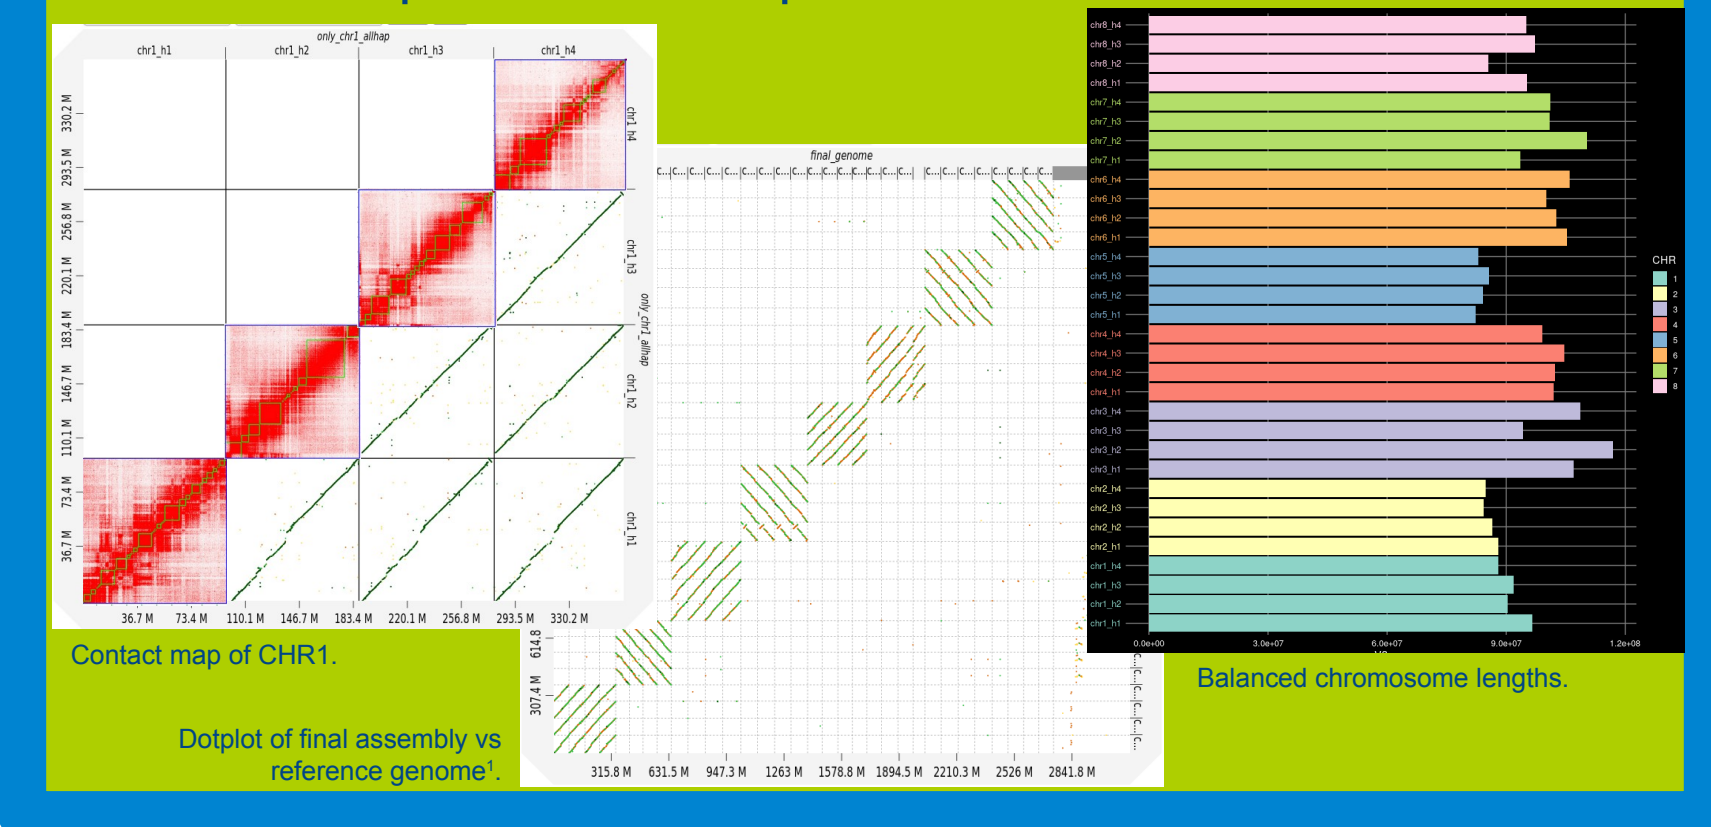 only_chr1_allhap
chr1_h1 chr1_h2 chr1_h3 chr1_h4
330.2 M
293.5 M
256.8 M
220.1 M
183.4 M
146.7 M
110.1 M
73.4 M
36.7 M
chr1_h4
chr1_h3
only_chr1_allhap
chr1_h2
chr1_h1
36.7 M 73.4 M 110.1 M 146.7 M 183.4 M 220.1 M 256.8 M 293.5 M 330.2 M
Contact map of CHR1.
final_genome
C...|C...|C...|C...|C...|C...|C...|C...|C...|C...|C...|C...|C...|C...|C... |C...|C...|C...|C...|C...|C...|C...
614.8
307.4 M
C...|C...|C...|C...|C...
315.8 M 631.5 M 947.3 M 1263 M 1578.8 M 1894.5 M 2210.3 M 2526 M 2841.8 M
Dotplot of final assembly vs
reference genome¹.
chr8_h4
chr8_h3
chr8_h2
chr8_h1
chr7_h4
chr7_h3
chr7_h2
chr7_h1
chr6_h4
chr6_h3
chr6_h2
chr6_h1
chr5_h4
chr5_h3
chr5_h2
chr5_h1
chr4_h4
chr4_h3
chr4_h2
chr4_h1
chr3_h4
chr3_h3
chr3_h2
chr3_h1
chr2_h4
chr2_h3
chr2_h2
chr2_h1
chr1_h4
chr1_h3
chr1_h2
chr1_h1
0.0e+00 3.0e+07 6.0e+07 9.0e+07 1.2e+08
CHR
1
2
3
4
5
6
7
8
Balanced chromosome lengths.